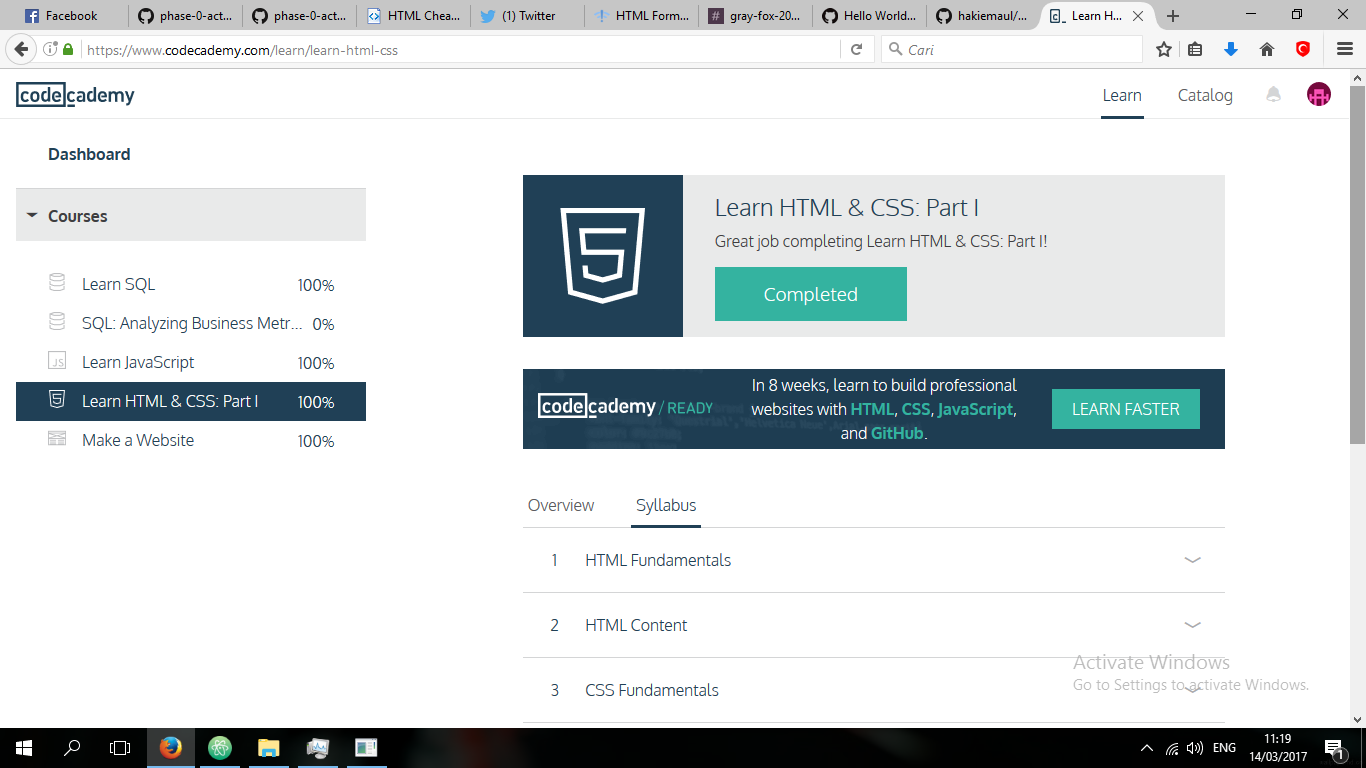 Facebook
phase-0-act...
phase-0-act...
HTML Chea...
(1) Twitter
HTML Form...
gray-fox-20...
Hello World...
hakiemaul/...
Learn H...
https://www.codecademy.com/learn/learn-html-css
Cari
codecademy
Learn
Catalog
Dashboard
Courses
Learn SQL 100%
SQL: Analyzing Business Metr... 0%
JS Learn JavaScript 100%
Learn HTML & CSS: Part I 100%
Make a Website 100%
5
Learn HTML & CSS: Part I
Great job completing Learn HTML & CSS: Part I!
Completed
codecademy / READY
In 8 weeks, learn to build professional
websites with HTML, CSS, JavaScript,
and GitHub.
LEARN FASTER
Overview
Syllabus
1 HTML Fundamentals
2 HTML Content
3 CSS Fundamentals
Activate Windows
Go to Settings to activate Windows.
ENG
11:19
14/03/2017
1